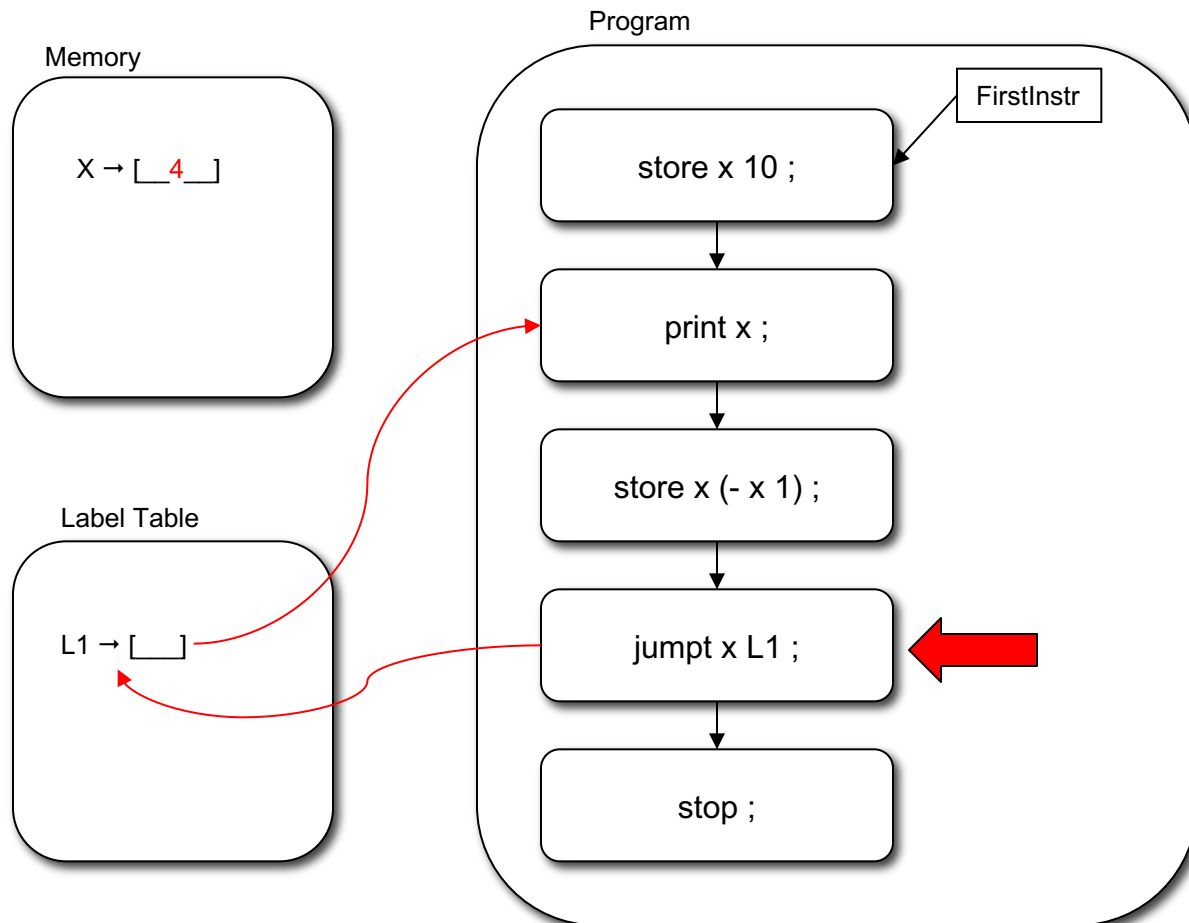 Program
Memory
FirstInstr
X → [__4__]
store x 10 ;
print x ;
store x (- x 1) ;
Label Table
L1 → [___]
jumpt x L1 ;
stop ;